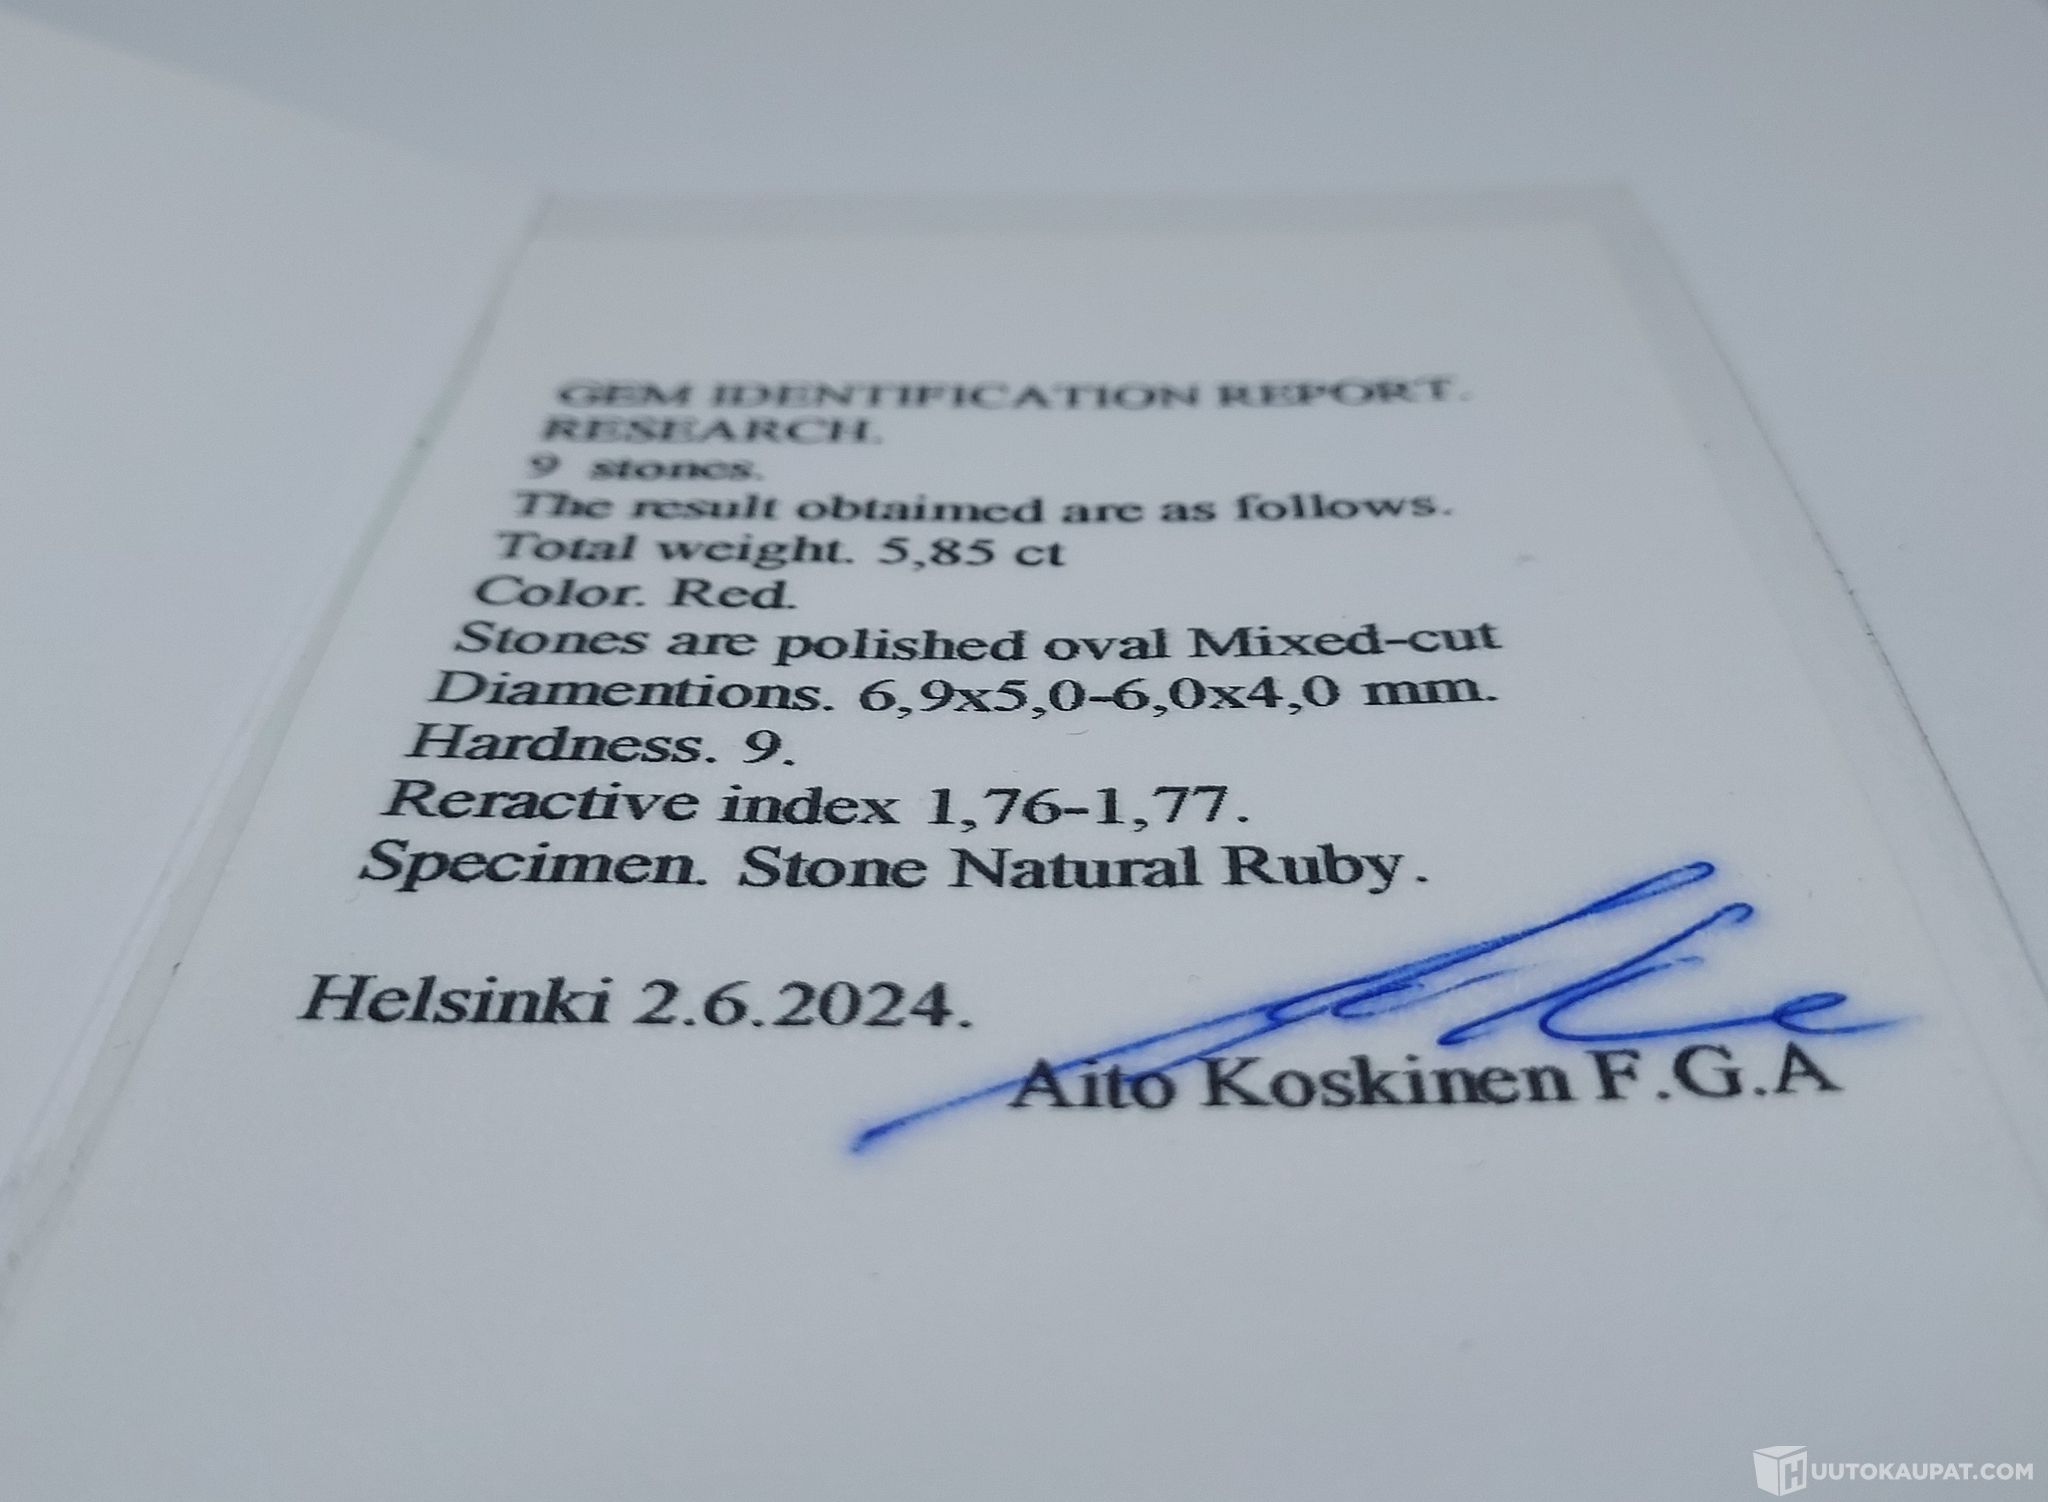 GEM IDENTIFICATION REPORT.
RESEARCH.
9 stones.
The result obtaimed are as follows.
Total weight. 5,85 ct
Color. Red.
Stones are polished oval Mixed-cut
Diamentions. 6,9x5,0-6,0x4,0 mm.
Hardness. 9.
Reractive index 1,76-1,77.
Specimen. Stone Natural Ruby.
Helsinki 2.6.2024.
Aito Koskinen F.G.A
HUUTOKAUPAT.COM